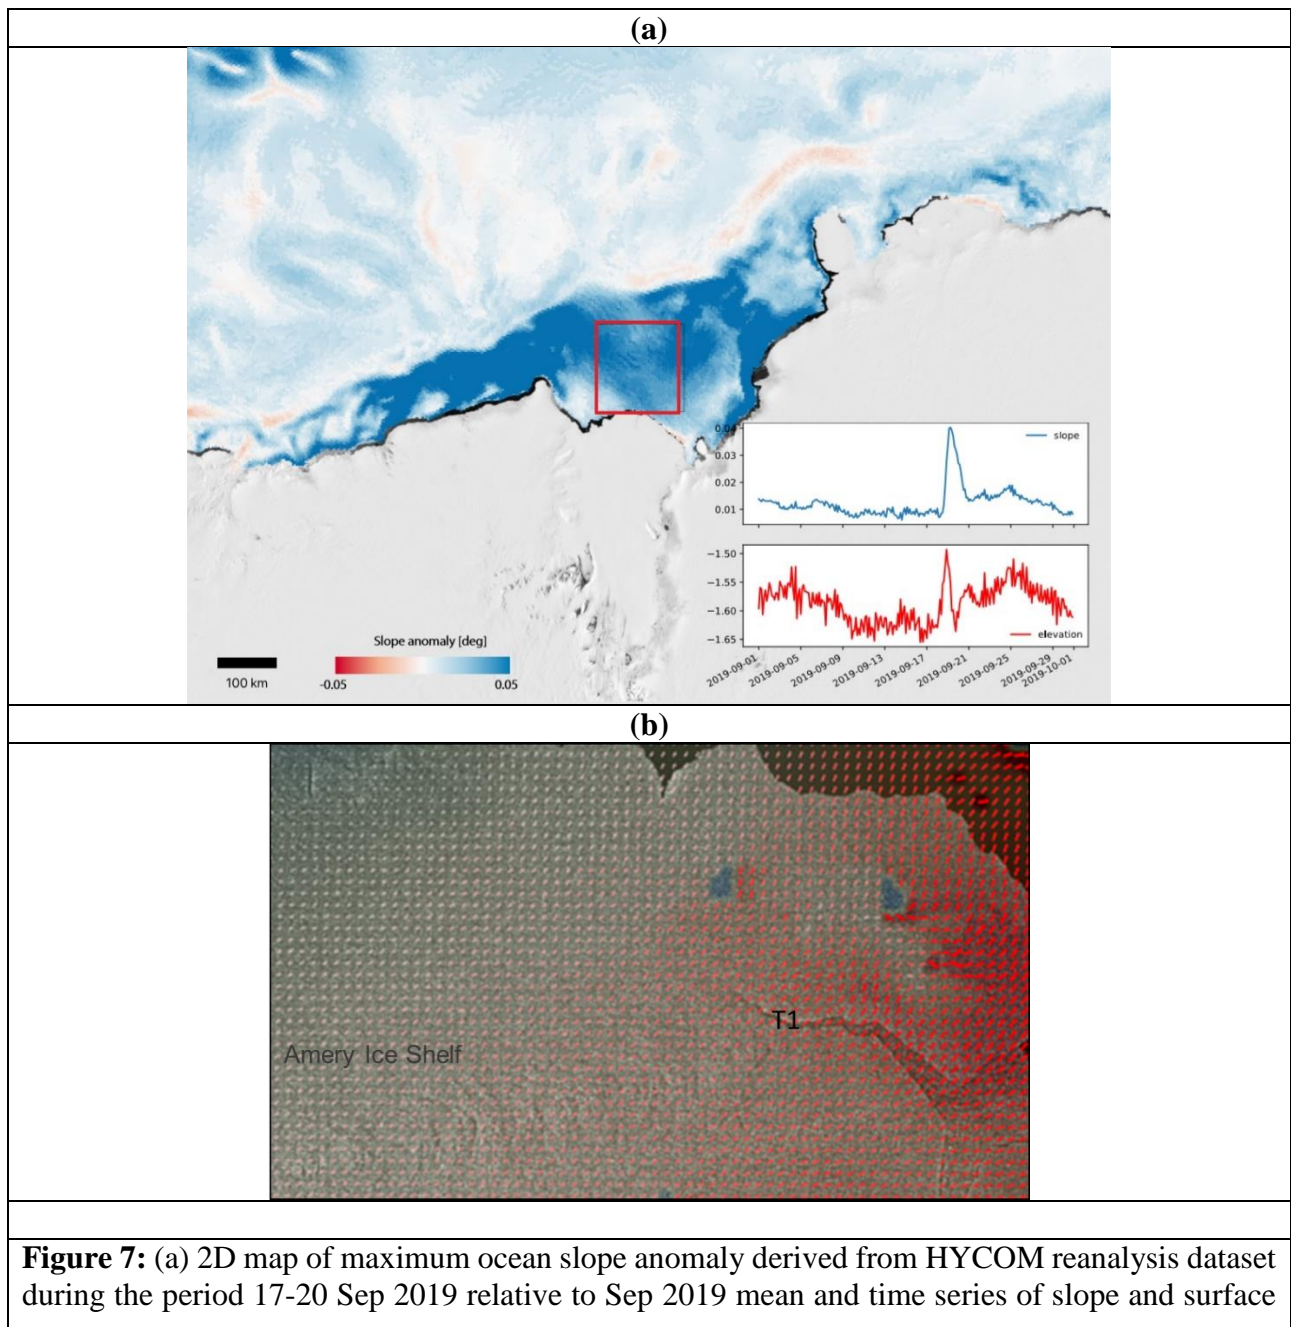 (a)
0.04
0.03
0.02
0.01
slope
−1.50
−1.55
−1.60
−1.65
elevation
2019-09-01
2019-09-05
2019-09-09
2019-09-13
2019-09-17
2019-09-21
2019-09-25
2019-09-29
2019-10-01
Slope anomaly [deg]
-0.05 0.05
100 km
(b)
T1
Amery Ice Shelf
Figure 7: (a) 2D map of maximum ocean slope anomaly derived from HYCOM reanalysis dataset
during the period 17-20 Sep 2019 relative to Sep 2019 mean and time series of slope and surface